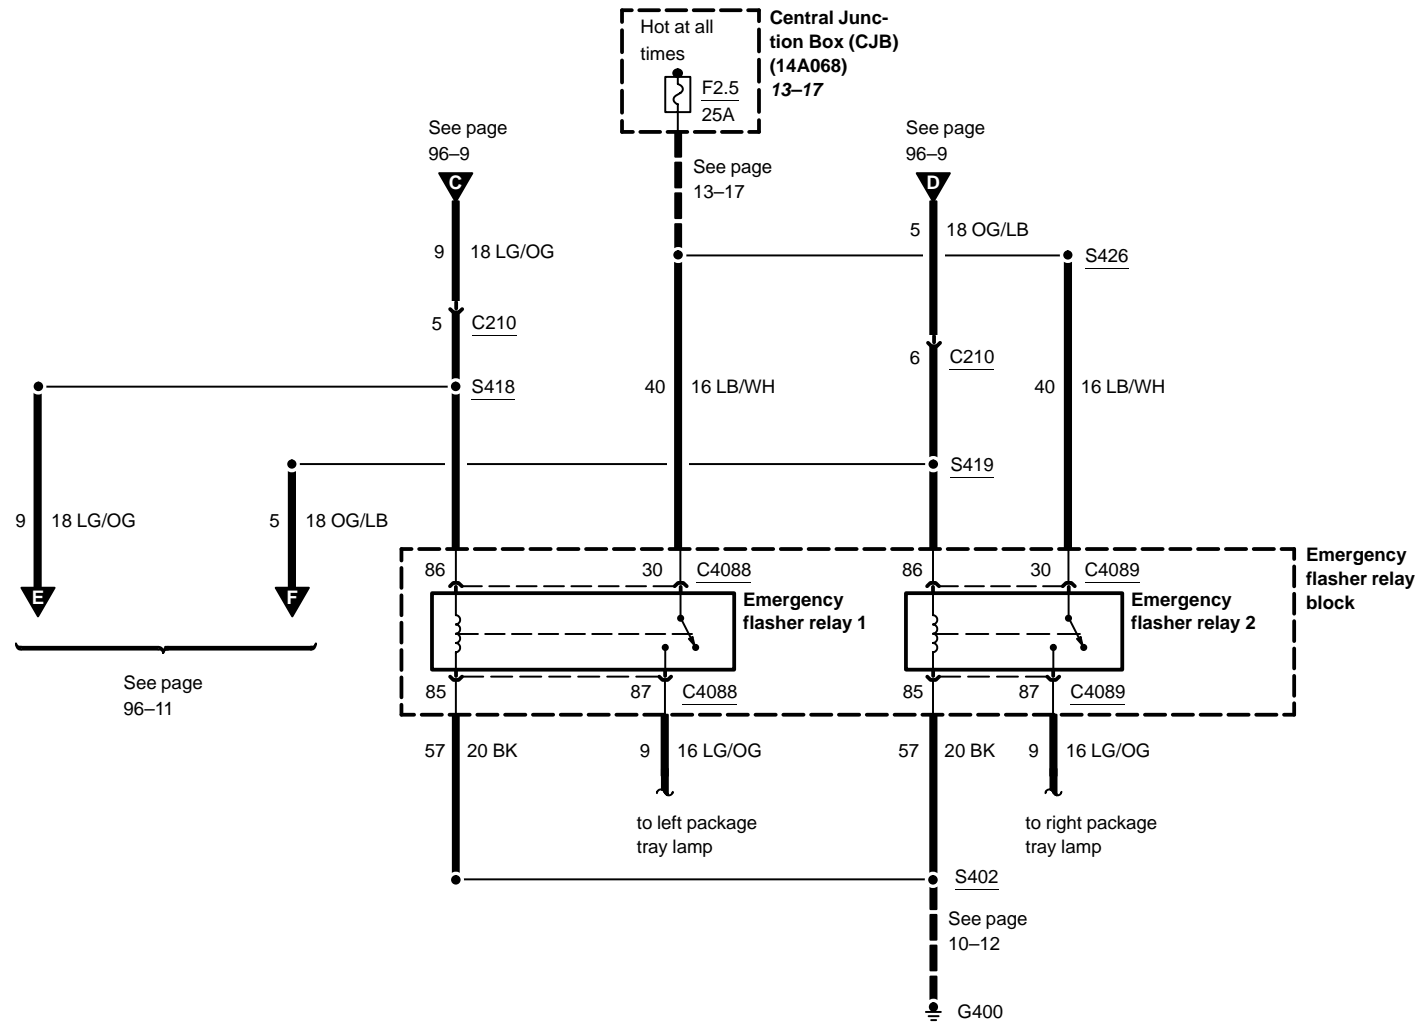 Hot at all
times
F2.5
25A
Central Junc-
tion Box (CJB)
(14A068)
13–17
See page
96–9
C
See page
13–17
See page
96–9
D
9 18 LG/OG
5 18 OG/LB
S426
5 C210
6 C210
S418
40 16 LB/WH
40 16 LB/WH
S419
9 18 LG/OG
5 18 OG/LB
E
F
See page
96–11
Emergency
flasher relay
block
86 30 C4088
86 30 C4089
Emergency
flasher relay 1
Emergency
flasher relay 2
85 87 C4088
85 87 C4089
57 20 BK
9 16 LG/OG
57 20 BK
9 16 LG/OG
to left package
tray lamp
to right package
tray lamp
S402
See page
10–12
G400